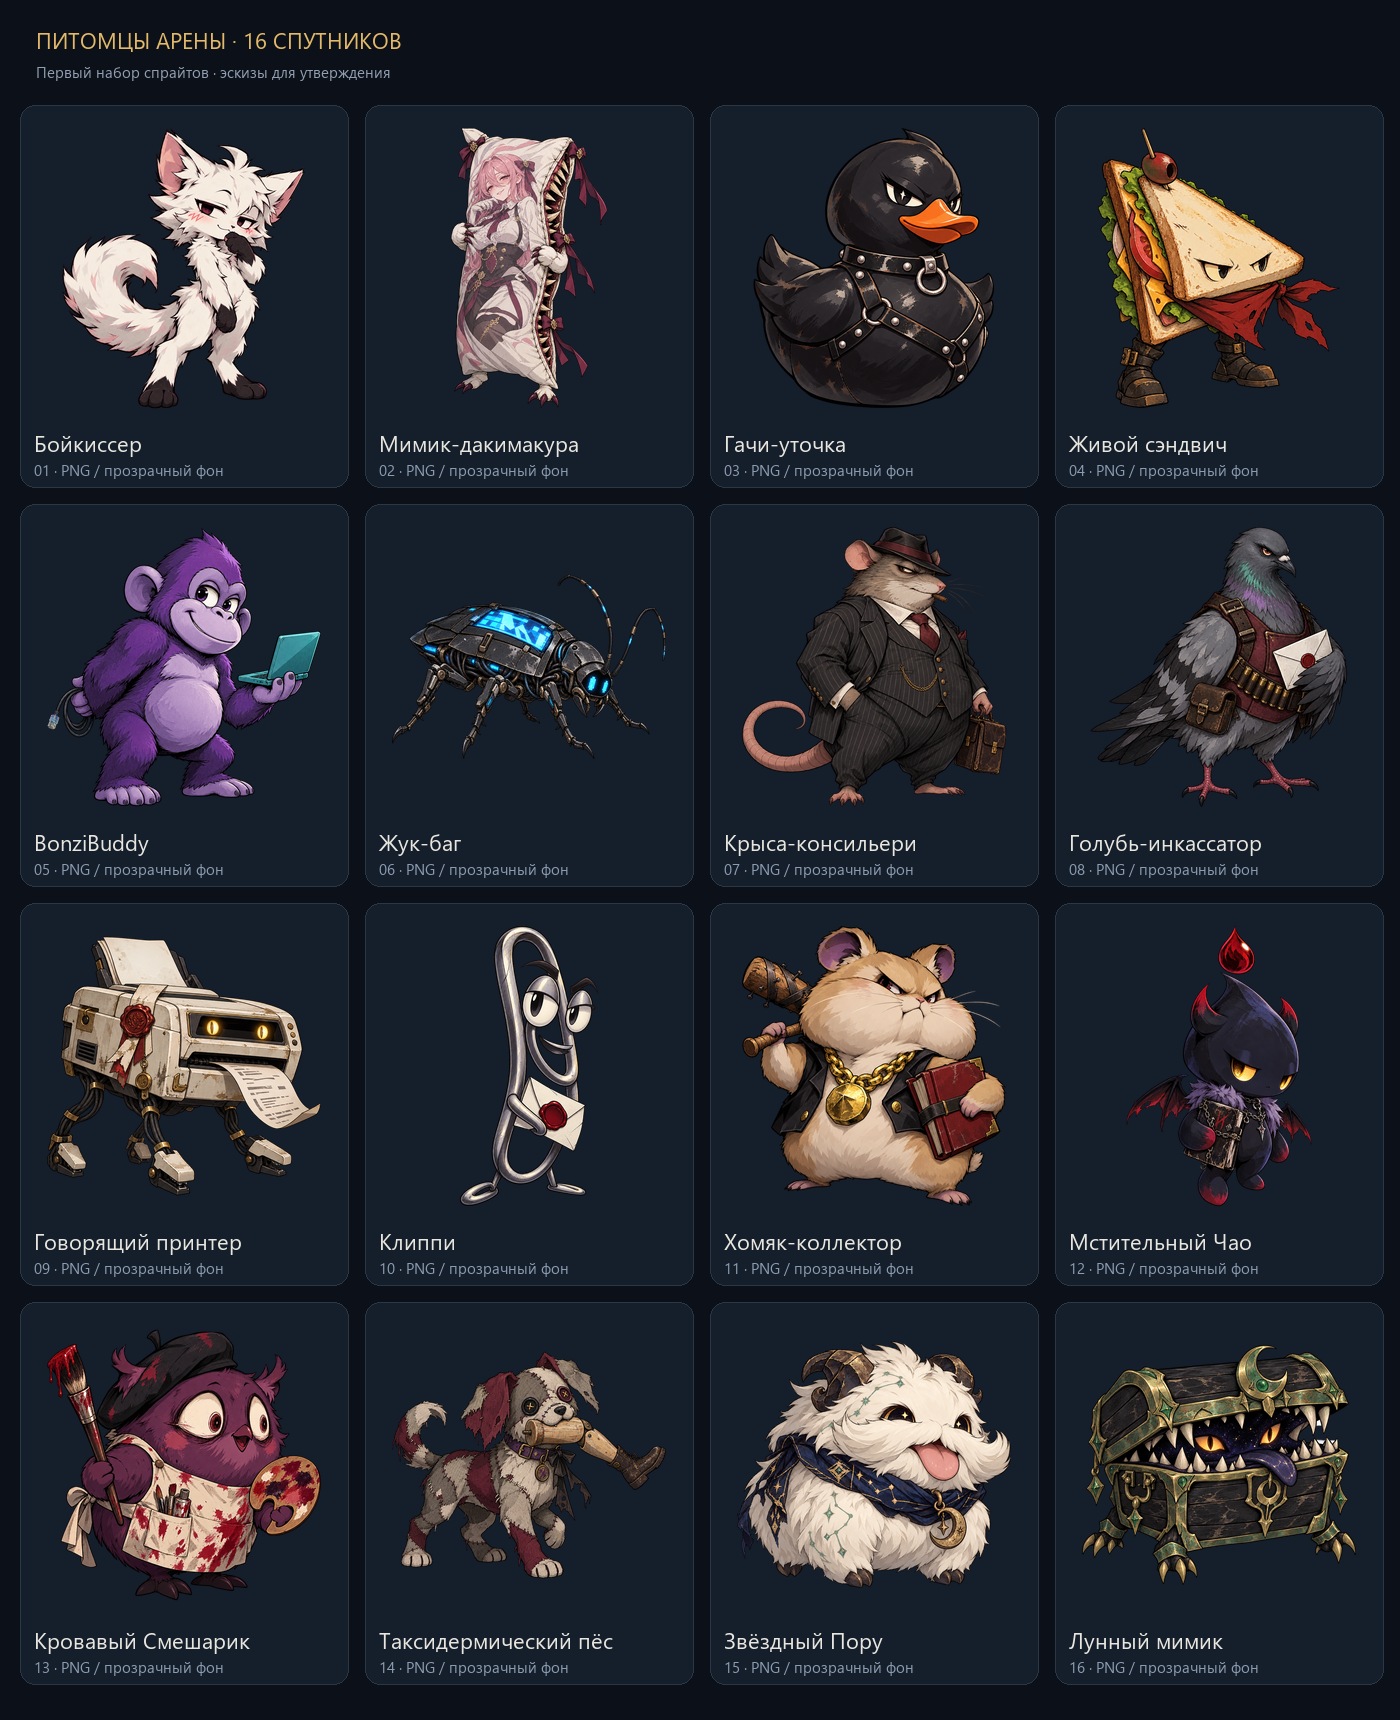 ПИТОМЦЫ АРЕНЫ · 16 СПУТНИКОВ
Первый набор спрайтов · эскизы для утверждения
Бойкиссер
01 · PNG / прозрачный фон
Мимик-дакимакура
02 · PNG / прозрачный фон
Гачи-уточка
03 · PNG / прозрачный фон
Живой сэндвич
04 · PNG / прозрачный фон
BonziBuddy
05 · PNG / прозрачный фон
Жук-баг
06 · PNG / прозрачный фон
Крыса-консильери
07 · PNG / прозрачный фон
Голубь-инкассатор
08 · PNG / прозрачный фон
Говорящий принтер
09 · PNG / прозрачный фон
Клиппи
10 · PNG / прозрачный фон
Хомяк-коллектор
11 · PNG / прозрачный фон
Мстительный Чао
12 · PNG / прозрачный фон
Кровавый Смешарик
13 · PNG / прозрачный фон
Таксидермический пёс
14 · PNG / прозрачный фон
Звёздный Пору
15 · PNG / прозрачный фон
Лунный мимик
16 · PNG / прозрачный фон